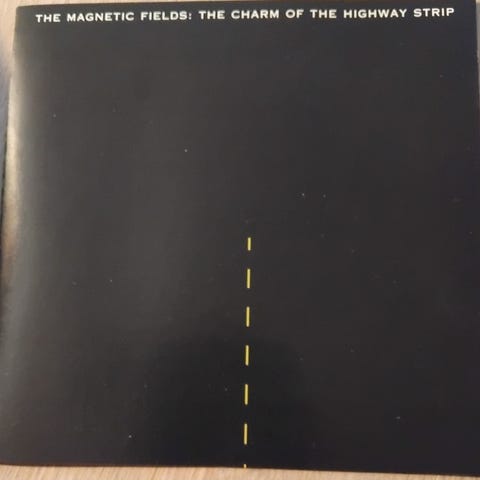 THE MAGNETIC FIELDS: THE CHARM OF THE HIGHWAY STRIP